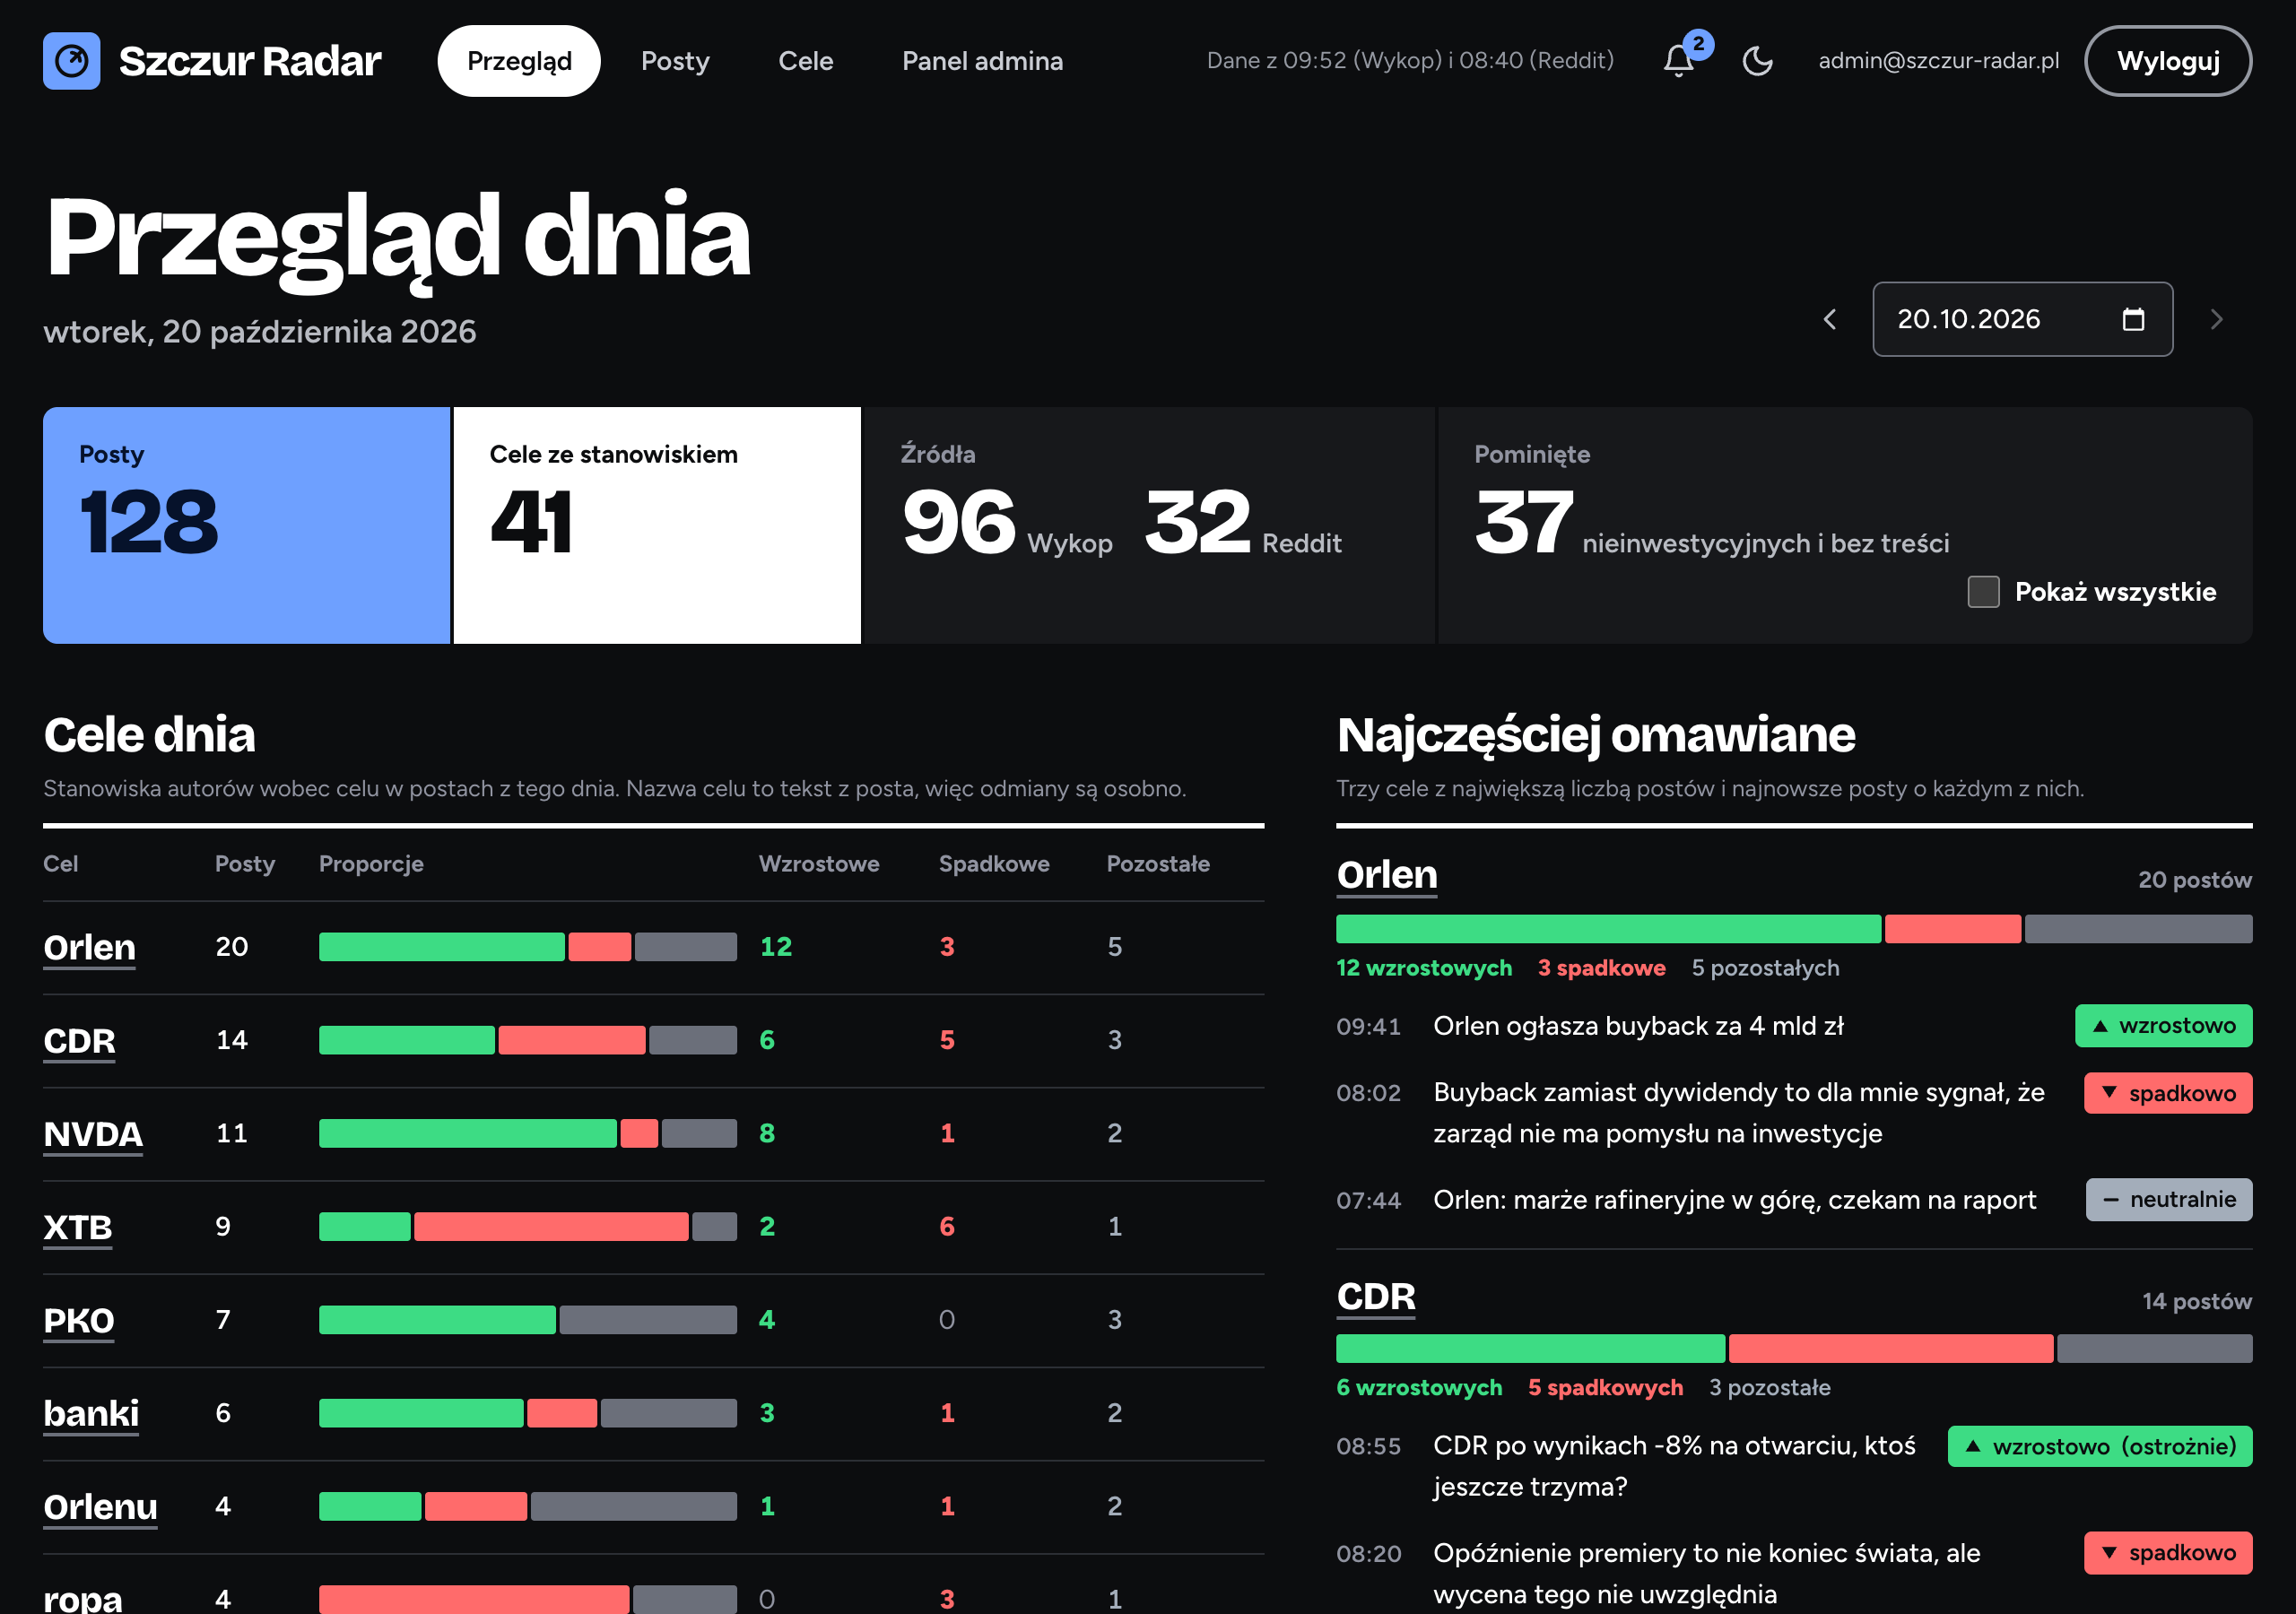 Szczur Radar
Przegląd
Posty
Cele
Panel admina
Dane z 09:52 (Wykop) i 08:40 (Reddit)
2
admin@szczur-radar.pl
Wyloguj
Przegląd dnia
wtorek, 20 października 2026
20.10.2026
Posty
128
Cele ze stanowiskiem
41
Źródła
96 Wykop 32 Reddit
Pominięte
37 nieinwestycyjnych i bez treści
Pokaż wszystkie
Cele dnia
Stanowiska autorów wobec celu w postach z tego dnia. Nazwa celu to tekst z posta, więc odmiany są osobno.
Cel Posty Proporcje Wzrostowe Spadkowe Pozostałe
Orlen 20 12 3 5
CDR 14 6 5 3
NVDA 11 8 1 2
XTB 9 2 6 1
PKO 7 4 0 3
banki 6 3 1 2
Orlenu 4 1 1 2
ropa 4 0 3 1
Najczęściej omawiane
Trzy cele z największą liczbą postów i najnowsze posty o każdym z nich.
Orlen 20 postów
12 wzrostowych 3 spadkowe 5 pozostałych
09:41 Orlen ogłasza buyback za 4 mld zł ▲ wzrostowo
08:02 Buyback zamiast dywidendy to dla mnie sygnał, że ▼ spadkowo
zarząd nie ma pomysłu na inwestycje
07:44 Orlen: marże rafineryjne w górę, czekam na raport – neutralnie
CDR 14 postów
6 wzrostowych 5 spadkowych 3 pozostałe
08:55 CDR po wynikach -8% na otwarciu, ktoś ▲ wzrostowo (ostrożnie)
jeszcze trzyma?
08:20 Opóźnienie premiery to nie koniec świata, ale ▼ spadkowo
wycena tego nie uwzględnia